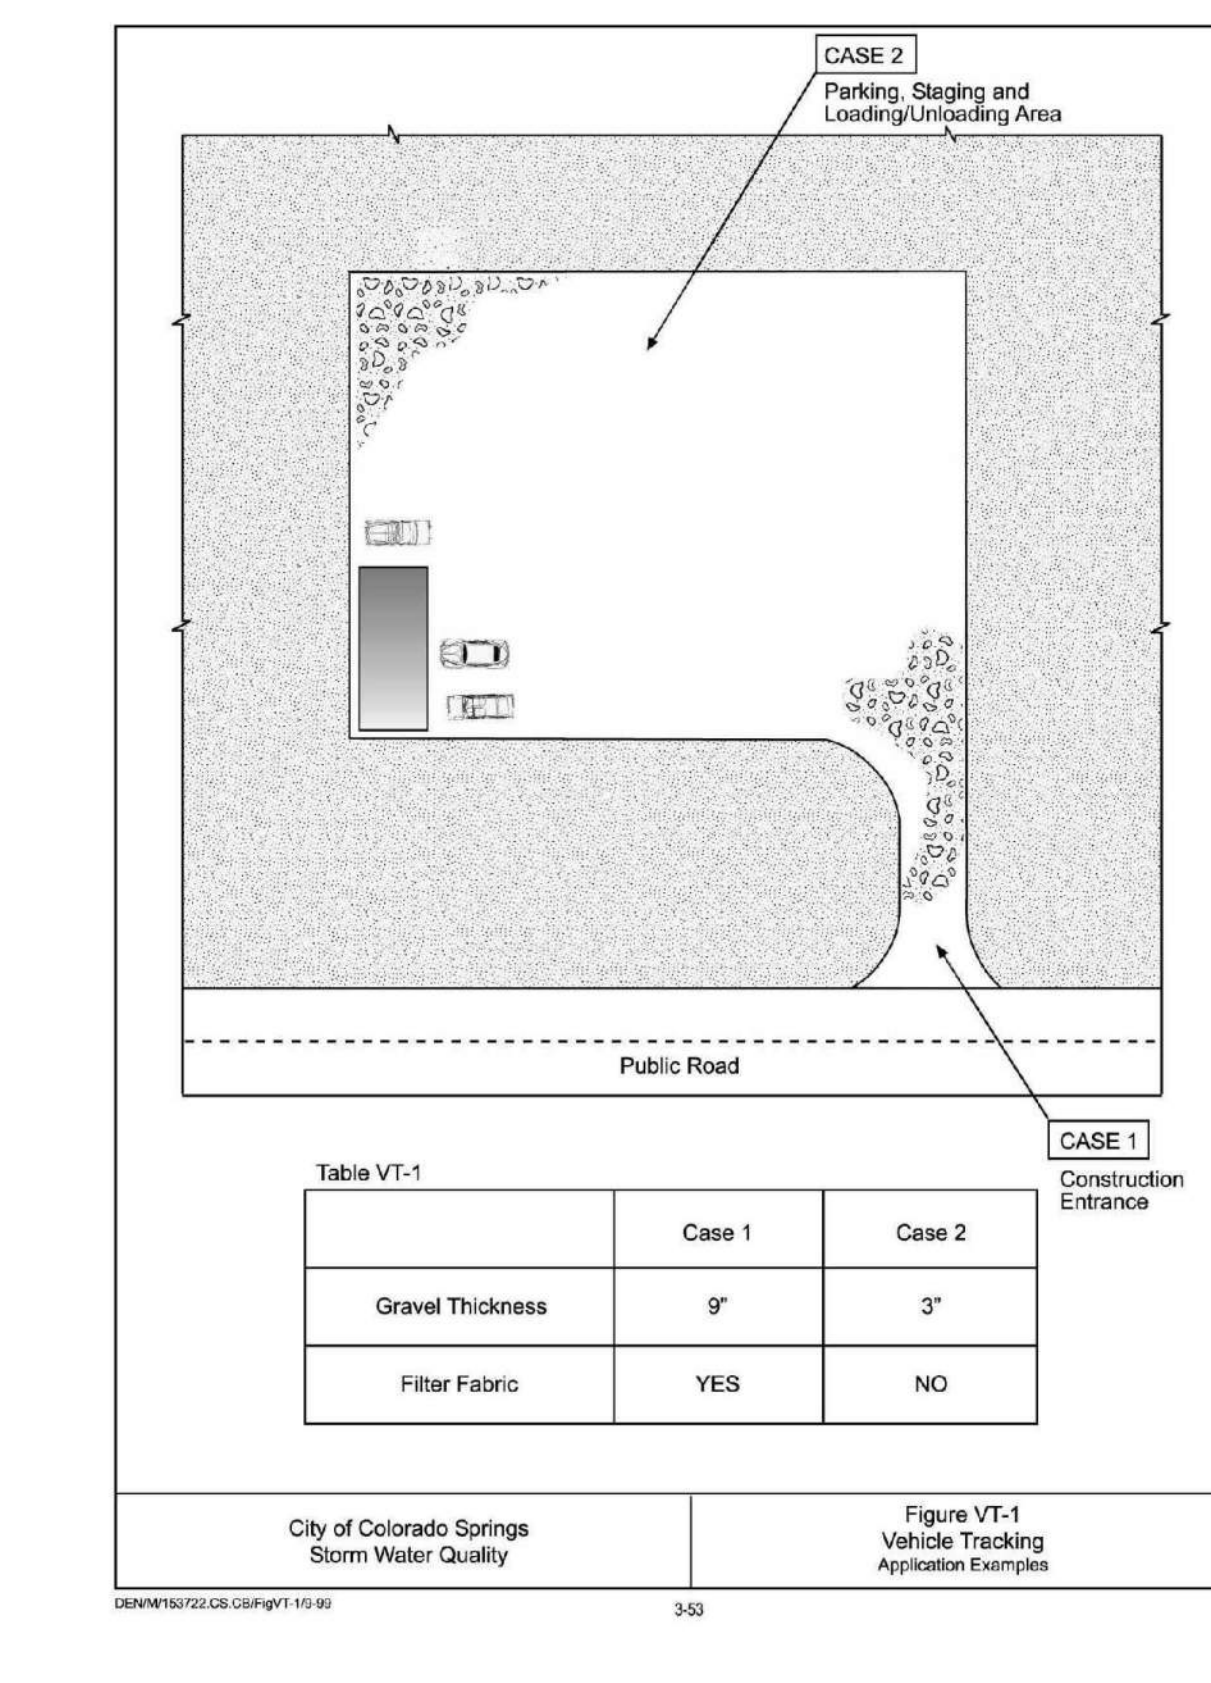 CASE 2
Parking, Staging and
Loading/Unloading Area
Public Road
CASE 1
Construction
Entrance
Table VT-1
Case 1 Case 2
Gravel Thickness 9” 3”
Filter Fabric YES NO
City of Colorado Springs
Storm Water Quality
Figure VT-1
Vehicle Tracking
Application Examples
DEN/M/153722.CS.CB/FigVT-1/9-99
3-53